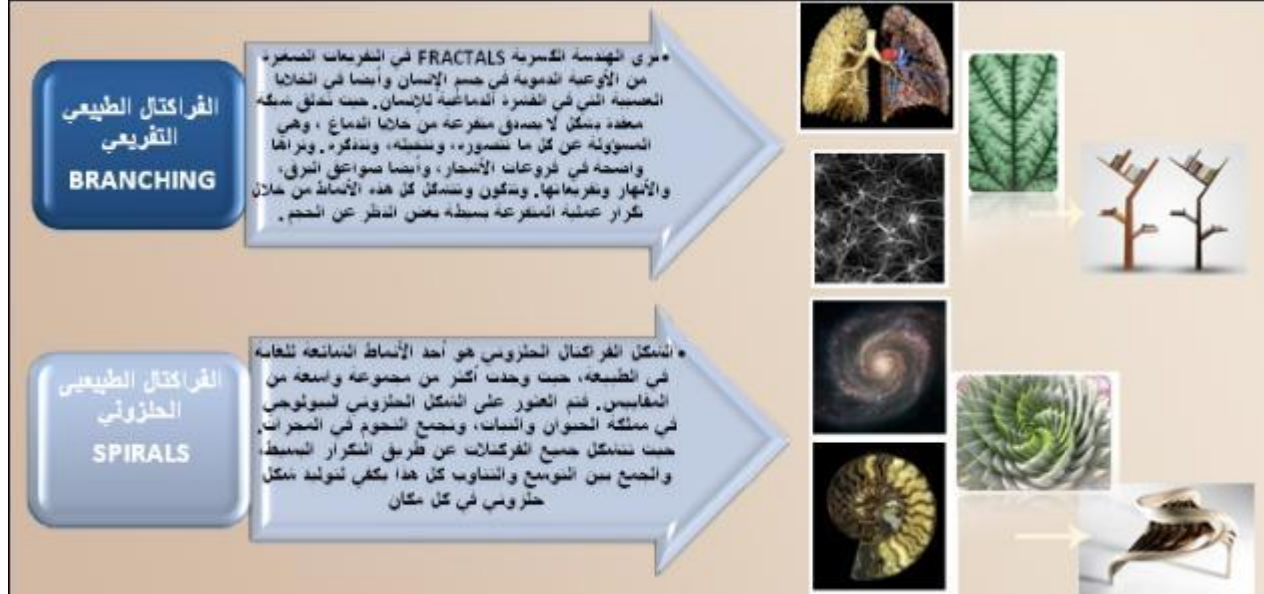 الفراكتال الطبيعي
التفريعي
BRANCHING
• نرى الهندسة الكسرية FRACTALS في التفريعات الصغيرة
من الأوعية الدموية في جسم الإنسان وأيضا في الخلايا
العصبية التي في القشرة الدماغية للإنسان. حيث تخلق شبكة
معقدة بشكل لا يصدق متفرعة من خلايا الدماغ ، وهي
المسؤولة عن كل ما نتصوره، ونتخيله، ونتذكره . ونراها
واضحة في فروعات الأشجار، وأيضا صواعق البرق،
والأنهار وتفريعاتها. وتتكون وتتشكل كل هذه الأنماط من خلال
تكرار عملية المتفرعة بسيطة بغض النظر عن الحجم .
الفراكتال الطبيعيى
الحلزوني
SPIRALS
• الشكل الفراكتال الحلزوني هو أحد الأنماط الشائعة للغاية
في الطبيعة، حيث وجدت أكثر من مجموعة واسعة من
المقاييس. فتم العثور على الشكل الحلزوني البيولوجي
في مملكة الحيوان والنبات، وتجمع النجوم في المجرات.
حيث تتشكل جميع الفركتلات عن طريق التكرار البسيط،
والجمع بين التوسع والتناوب كل هذا يكفي لتوليد شكل
حلزوني في كل مكان